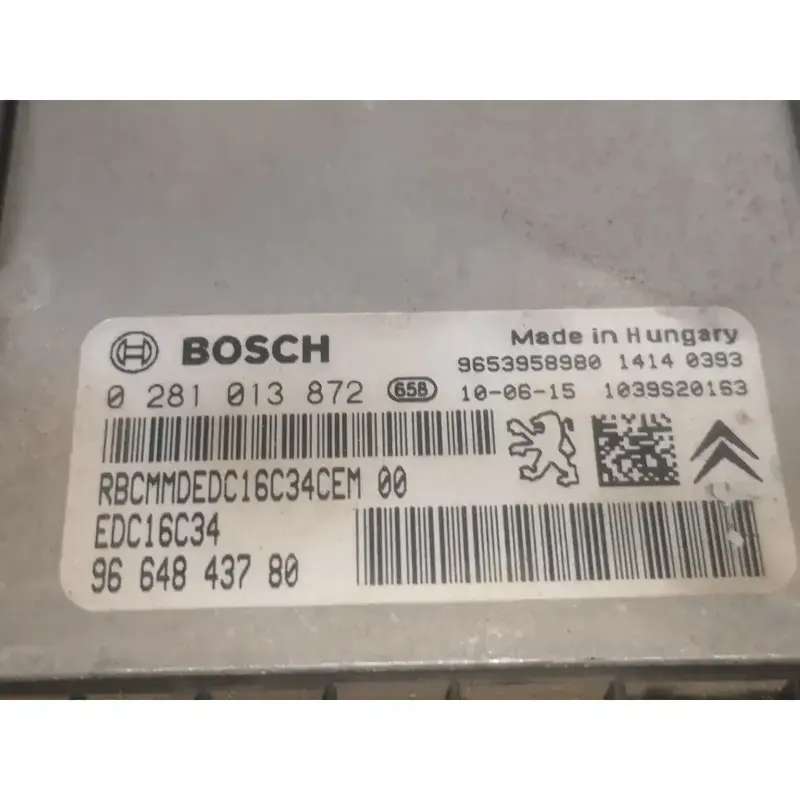 BOSCH
Made in Hungary
9653958980 1414 0393
0 281 013 872 658 10-06-15 1039S20163
RBCMMDEDC16C34CEM 00
EDC16C34
96 648 437 80